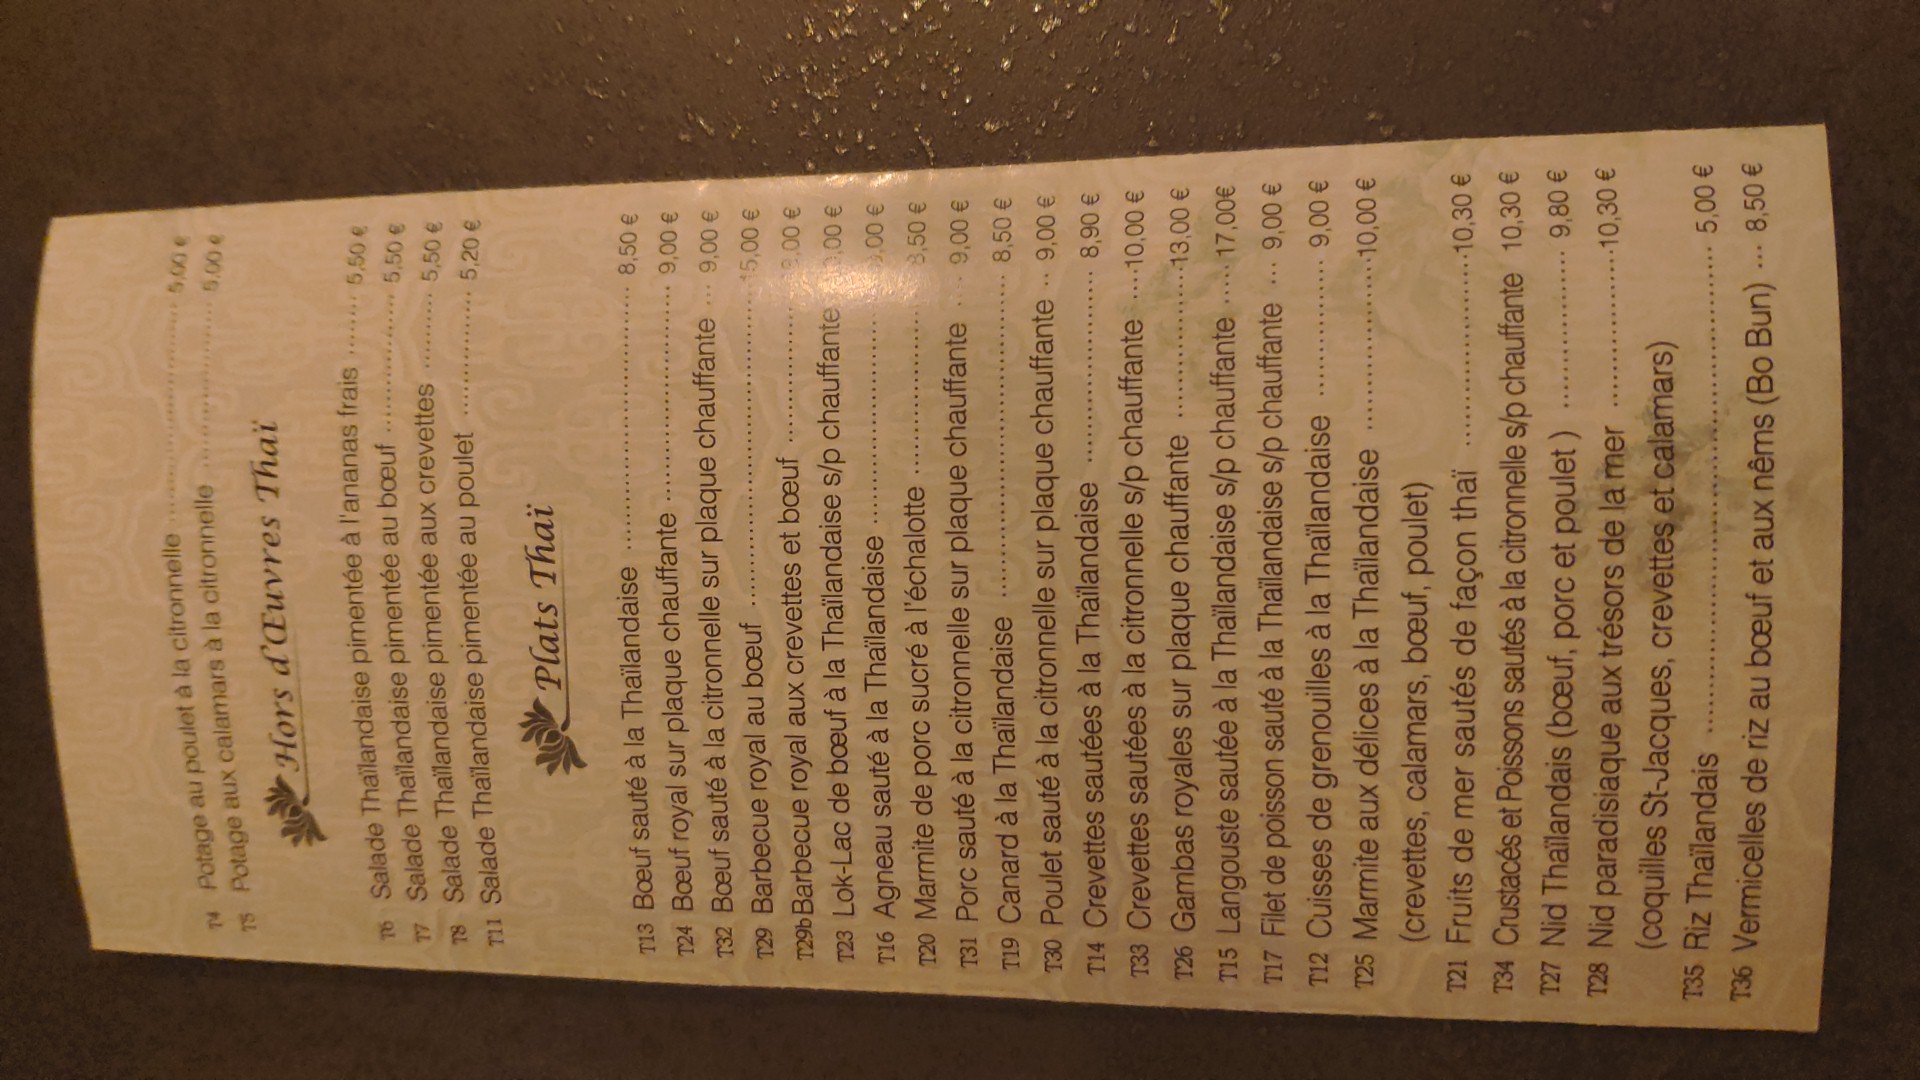 T4 Potage au poulet à la citronnelle 5,00 €
T5 Potage aux calamars à la citronnelle 5,00 €
Hors d'Œuvres Thaï
T6 Salade Thaïlandaise pimentée à l'ananas frais 5,50 €
T7 Salade Thaïlandaise pimentée au bœuf 5,50 €
T8 Salade Thaïlandaise pimentée aux crevettes 5,50 €
T11 Salade Thaïlandaise pimentée au poulet 5,20 €
Plats Thaï
T13 Bœuf sauté à la Thaïlandaise 8,50 €
T24 Bœuf royal sur plaque chauffante 9,00 €
T32 Bœuf sauté à la citronnelle sur plaque chauffante 9,00 €
T29 Barbecue royal au bœuf
T29b Barbecue royal aux crevettes et bœuf
T23 Lok-Lac de bœuf à la Thaïlandaise s/p chauffante
T16 Agneau sauté à la Thaïlandaise
T20 Marmite de porc sucré à l'échalotte
T31 Porc sauté à la citronnelle sur plaque chauffante 9,00 €
T19 Canard à la Thaïlandaise 8,50 €
T30 Poulet sauté à la citronnelle sur plaque chauffante 9,00 €
T14 Crevettes sautées à la Thaïlandaise 8,90 €
T33 Crevettes sautées à la citronnelle s/p chauffante 10,00 €
T26 Gambas royales sur plaque chauffante 13,00 €
T15 Langouste sautée à la Thaïlandaise s/p chauffante 17,00€
T17 Filet de poisson sauté à la Thaïlandaise s/p chauffante 9,00 €
T12 Cuisses de grenouilles à la Thaïlandaise 9,00 €
T25 Marmite aux délices à la Thaïlandaise 10,00 €
(crevettes, calamars, bœuf, poulet)
T21 Fruits de mer sautés de façon thaï 10,30 €
T34 Crustacés et Poissons sautés à la citronnelle s/p chauffante 10,30 €
T27 Nid Thaïlandais (bœuf, porc et poulet ) 9,80 €
T28 Nid paradisiaque aux trésors de la mer 10,30 €
(coquilles St-Jacques, crevettes et calamars)
T35 Riz Thaïlandais 5,00 €
T36 Vermicelles de riz au bœuf et aux nêms (Bo Bun) 8,50 €